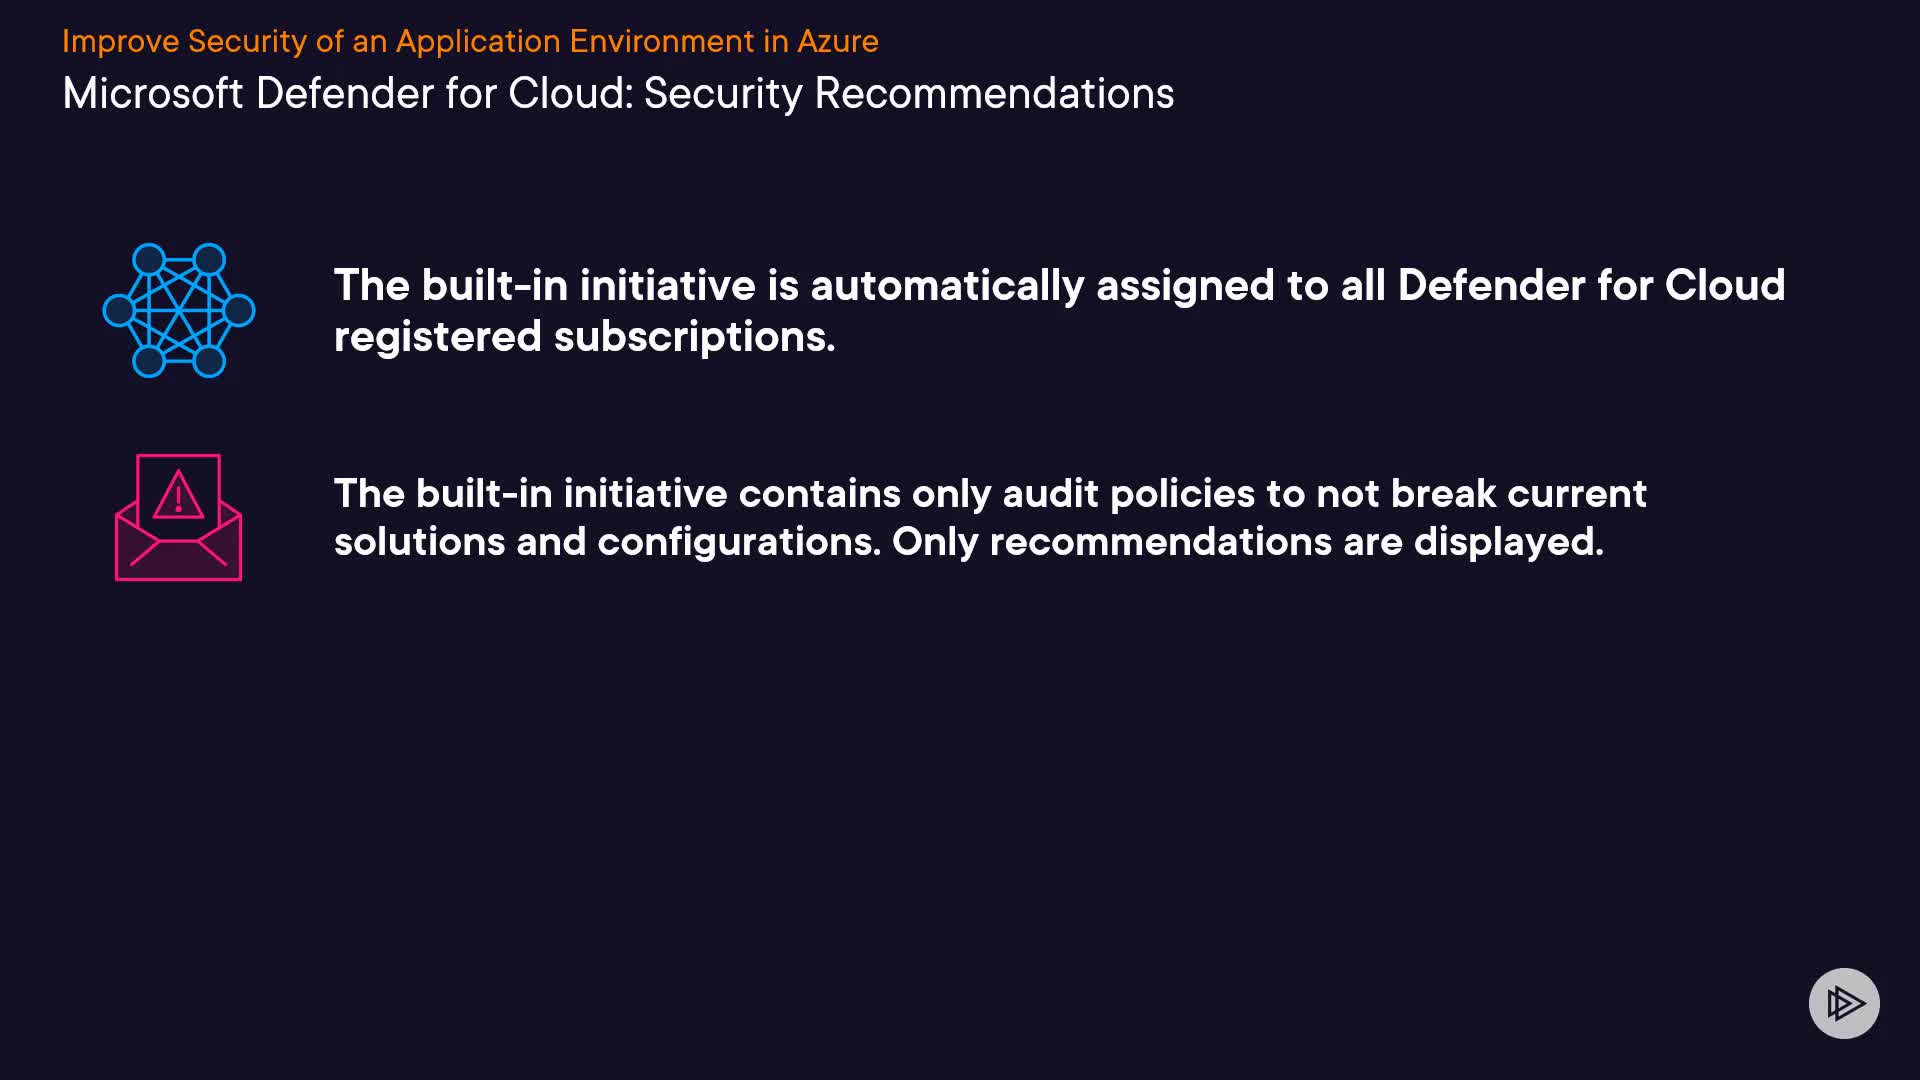 Improve Security of an Application Environment in Azure
Microsoft Defender for Cloud: Security Recommendations
The built-in initiative is automatically assigned to all Defender for Cloud
registered subscriptions.
The built-in initiative contains only audit policies to not break current
solutions and configurations. Only recommendations are displayed.